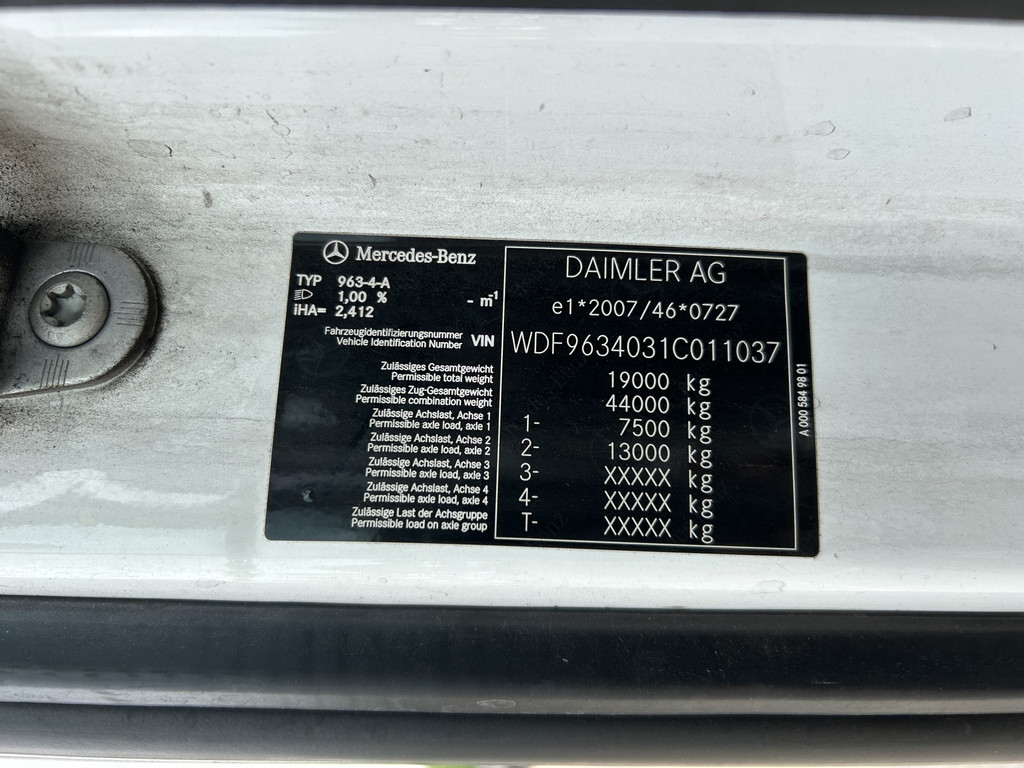 Mercedes-Benz
TYP 963-4-A
1,00 % - m⁻¹
iHA= 2,412
DAIMLER AG
e1*2007/46*0727
Fahrzeugidentifizierungsnummer
Vehicle Identification Number VIN WDF9634031C011037
Zulässiges Gesamtgewicht
Permissible total weight 19000 kg
Zulässiges Zug-Gesamtgewicht
Permissible combination weight 44000 kg
Zulässige Achslast, Achse 1
Permissible axle load, axle 1 1- 7500 kg
Zulässige Achslast, Achse 2
Permissible axle load, axle 2 2- 13000 kg
Zulässige Achslast, Achse 3
Permissible axle load, axle 3 3- XXXXX kg
Zulässige Achslast, Achse 4
Permissible axle load, axle 4 4- XXXXX kg
Zulässige Last der Achsgruppe
Permissible load on axle group T- XXXXX kg
A 000 584 98 01